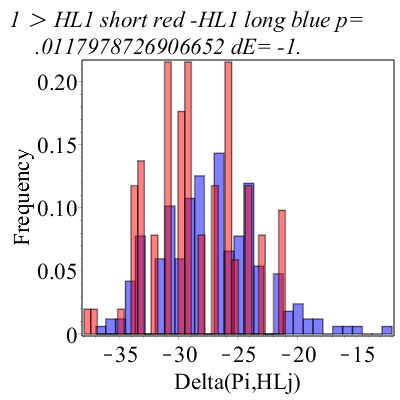 1 > HL1 short red -HL1 long blue p=
.0117978726906652 dE= -1.
0.20
0.15
Frequency
0.10
0.05
0
−35 −30 −25 −20 −15
Delta(Pi,HLj)